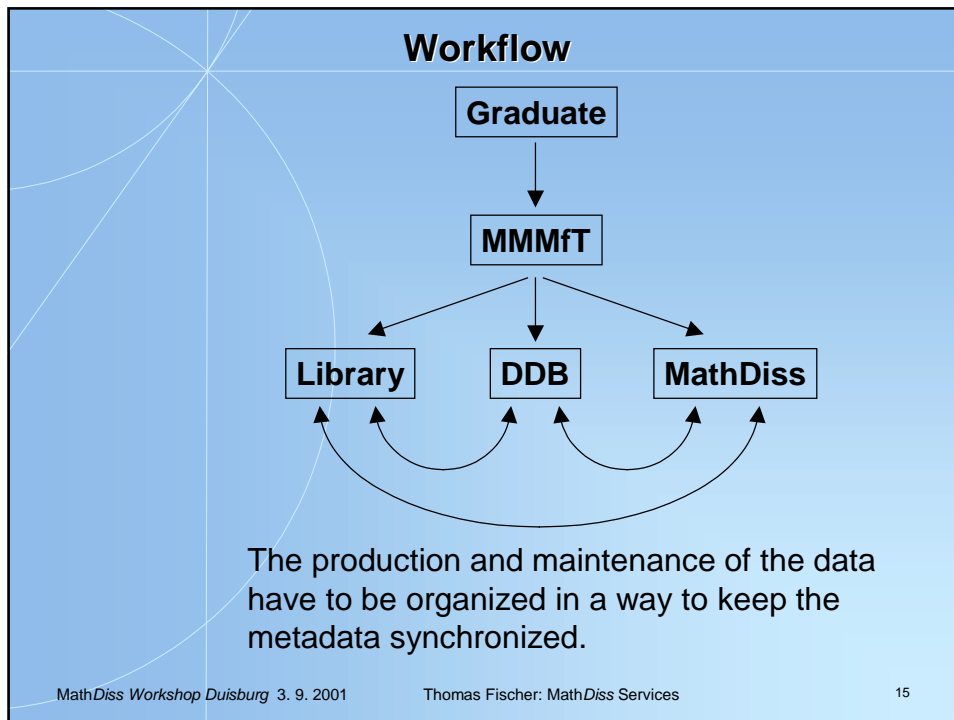 Workflow
Graduate
MMMfT
Library DDB MathDiss
The production and maintenance of the data
have to be organized in a way to keep the
metadata synchronized.
MathDiss Workshop Duisburg 3. 9. 2001 Thomas Fischer: MathDiss Services 15